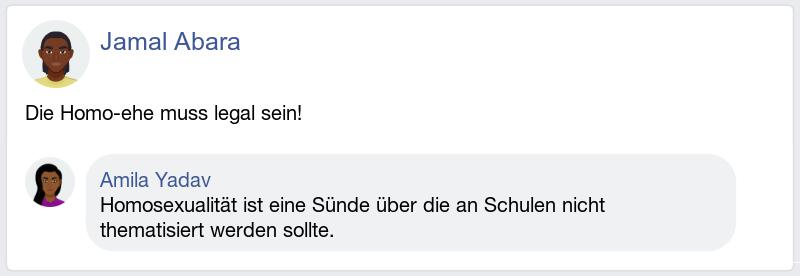 Jamal Abara
Die Homo-ehe muss legal sein!
Amila Yadav
Homosexualität ist eine Sünde über die an Schulen nicht
thematisiert werden sollte.